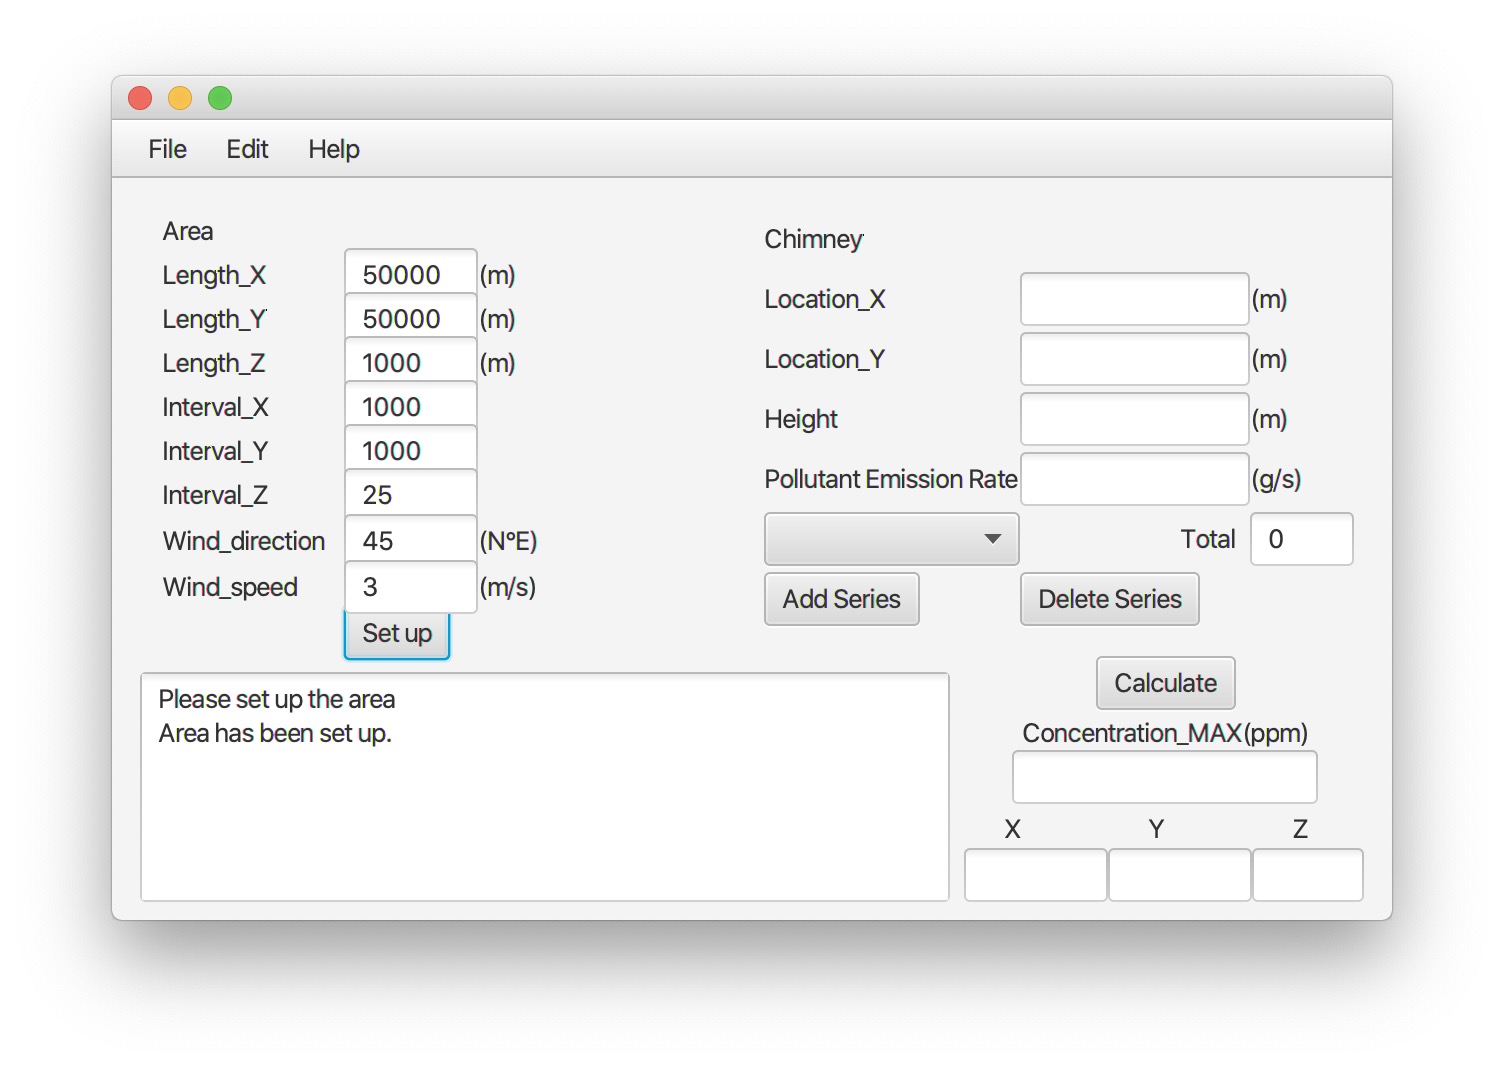 File Edit Help
Area
Length_X 50000 (m)
Length_Y 50000 (m)
Length_Z 1000 (m)
Interval_X 1000
Interval_Y 1000
Interval_Z 25
Wind_direction 45 (N°E)
Wind_speed 3 (m/s)
Set up
Chimney
Location_X (m)
Location_Y (m)
Height (m)
Pollutant Emission Rate (g/s)
Total 0
Add Series Delete Series
Please set up the area
Area has been set up.
Calculate
Concentration_MAX(ppm)
X Y Z